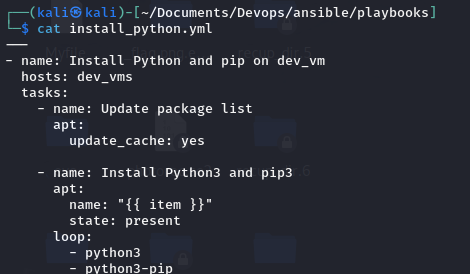 ┌──(kali㉿kali)-[~/Documents/Devops/ansible/playbooks]
└─$ cat install_python.yml
---
- name: Install Python and pip on dev_vm
  hosts: dev_vms
  tasks:
    - name: Update package list
      apt:
        update_cache: yes

    - name: Install Python3 and pip3
      apt:
        name: "{{ item }}"
        state: present
      loop:
        - python3
        - python3-pip